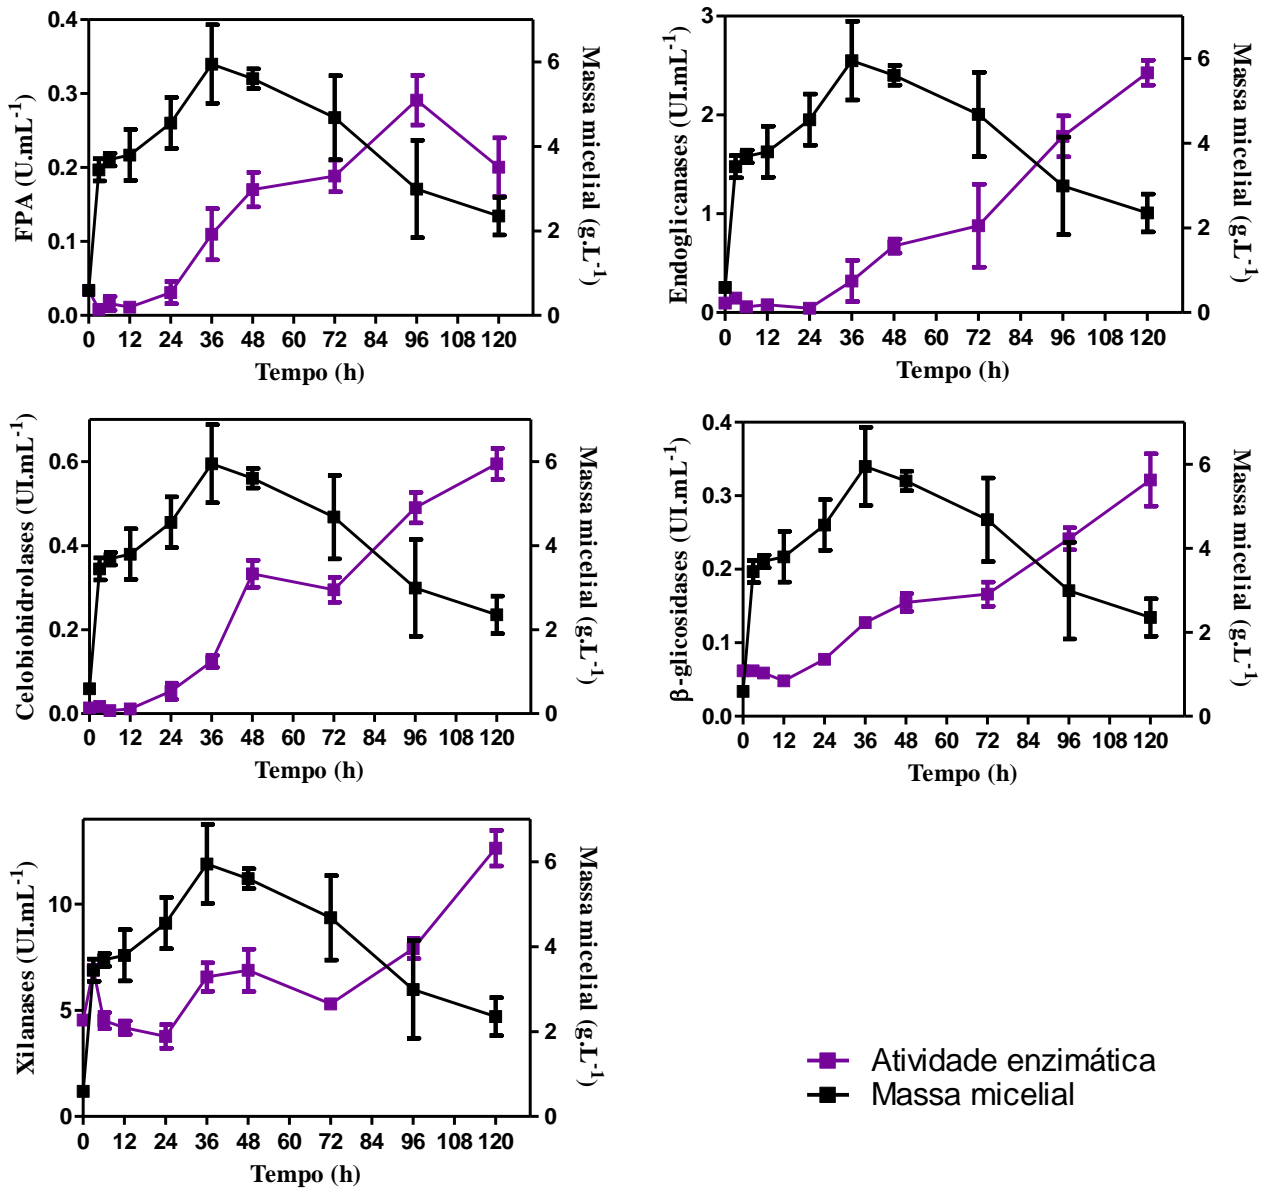 FPA (U.mL-1)
0.4
0.3
0.2
0.1
0.0
6
4
2
0
Massa micelial (g.L-1)
0 12 24 36 48 60 72 84 96 108 120
Tempo (h)
Endoglicanases (UI.mL-1)
3
2
1
0
6
4
2
0
Massa micelial (g.L-1)
0 12 24 36 48 60 72 84 96 108 120
Tempo (h)
Celobiohidrolases (UI.mL-1)
0.6
0.4
0.2
0.0
6
4
2
0
Massa micelial (g.L-1)
0 12 24 36 48 60 72 84 96 108 120
Tempo (h)
β-glicosidases (UI.mL-1)
0.4
0.3
0.2
0.1
0.0
6
4
2
0
Massa micelial (g.L-1)
0 12 24 36 48 60 72 84 96 108 120
Tempo (h)
Xilanases (UI.mL-1)
10
5
0
6
4
2
0
Massa micelial (g.L-1)
0 12 24 36 48 60 72 84 96 108 120
Tempo (h)
Atividade enzimática
Massa micelial